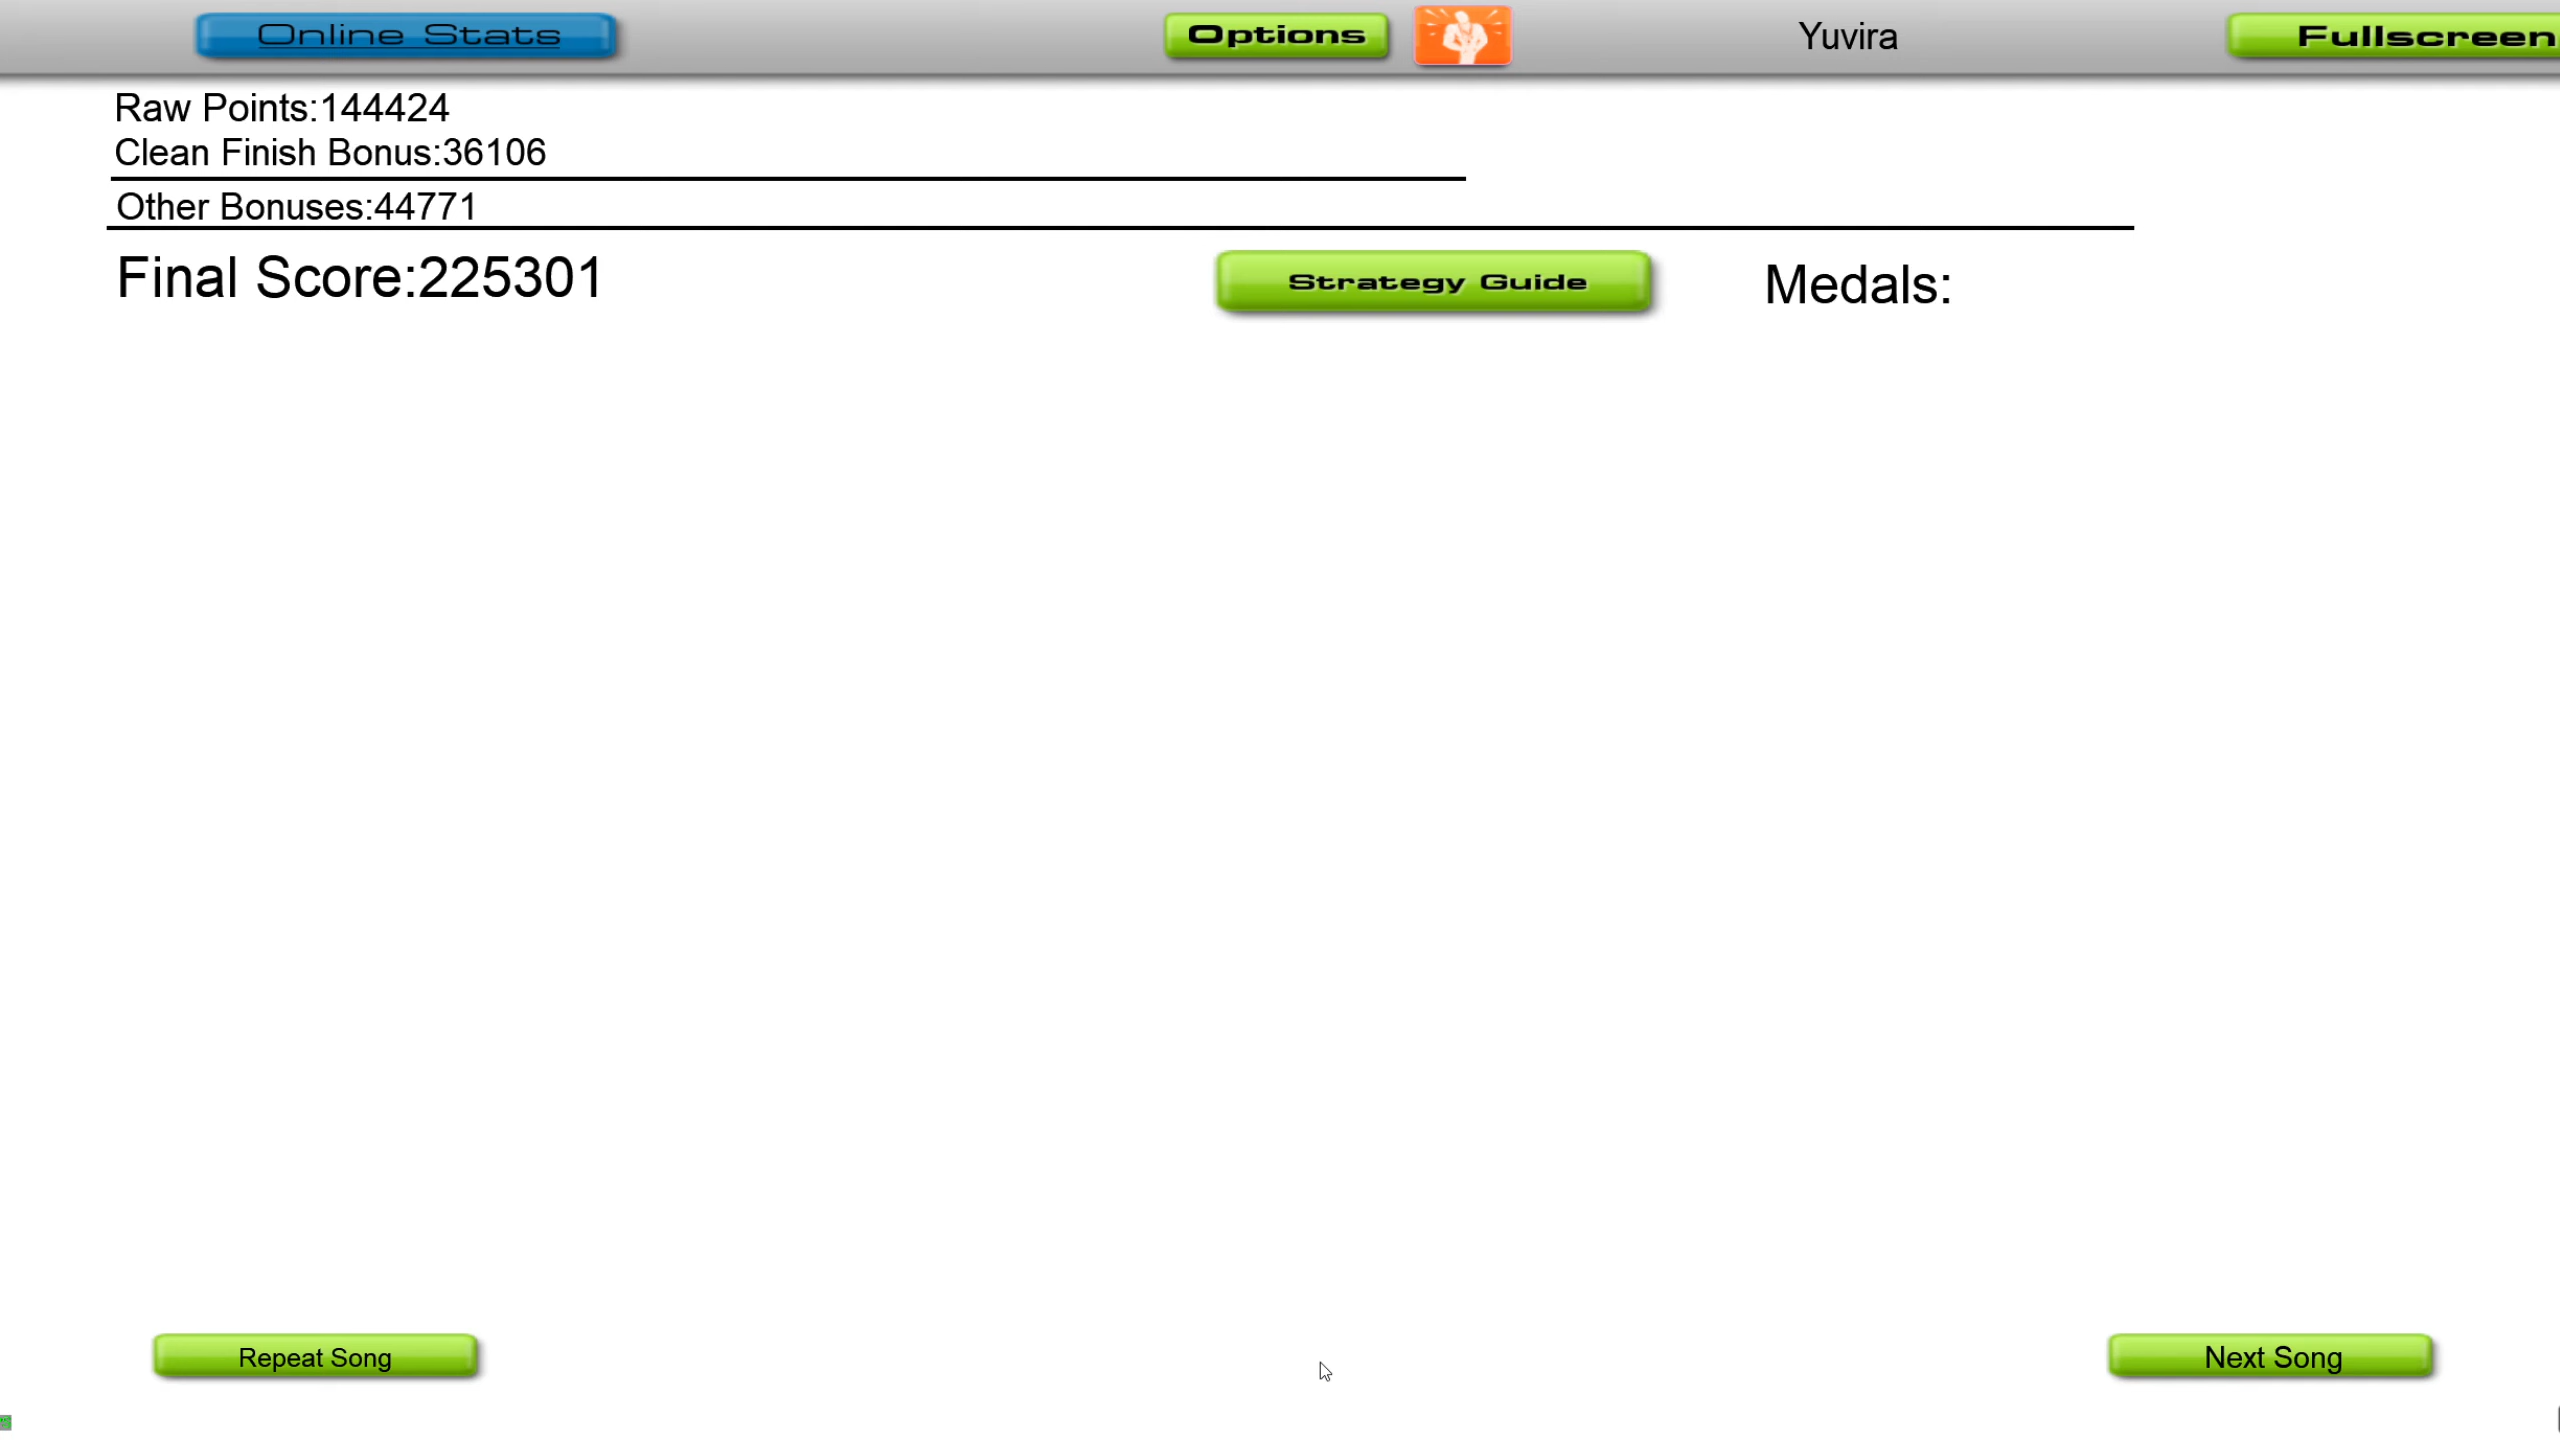 Online Stats
Options
Yuvira
Fullscreen
Raw Points:144424
Clean Finish Bonus:36106
Other Bonuses:44771
Final Score:225301
Strategy Guide
Medals:
Repeat Song
Next Song